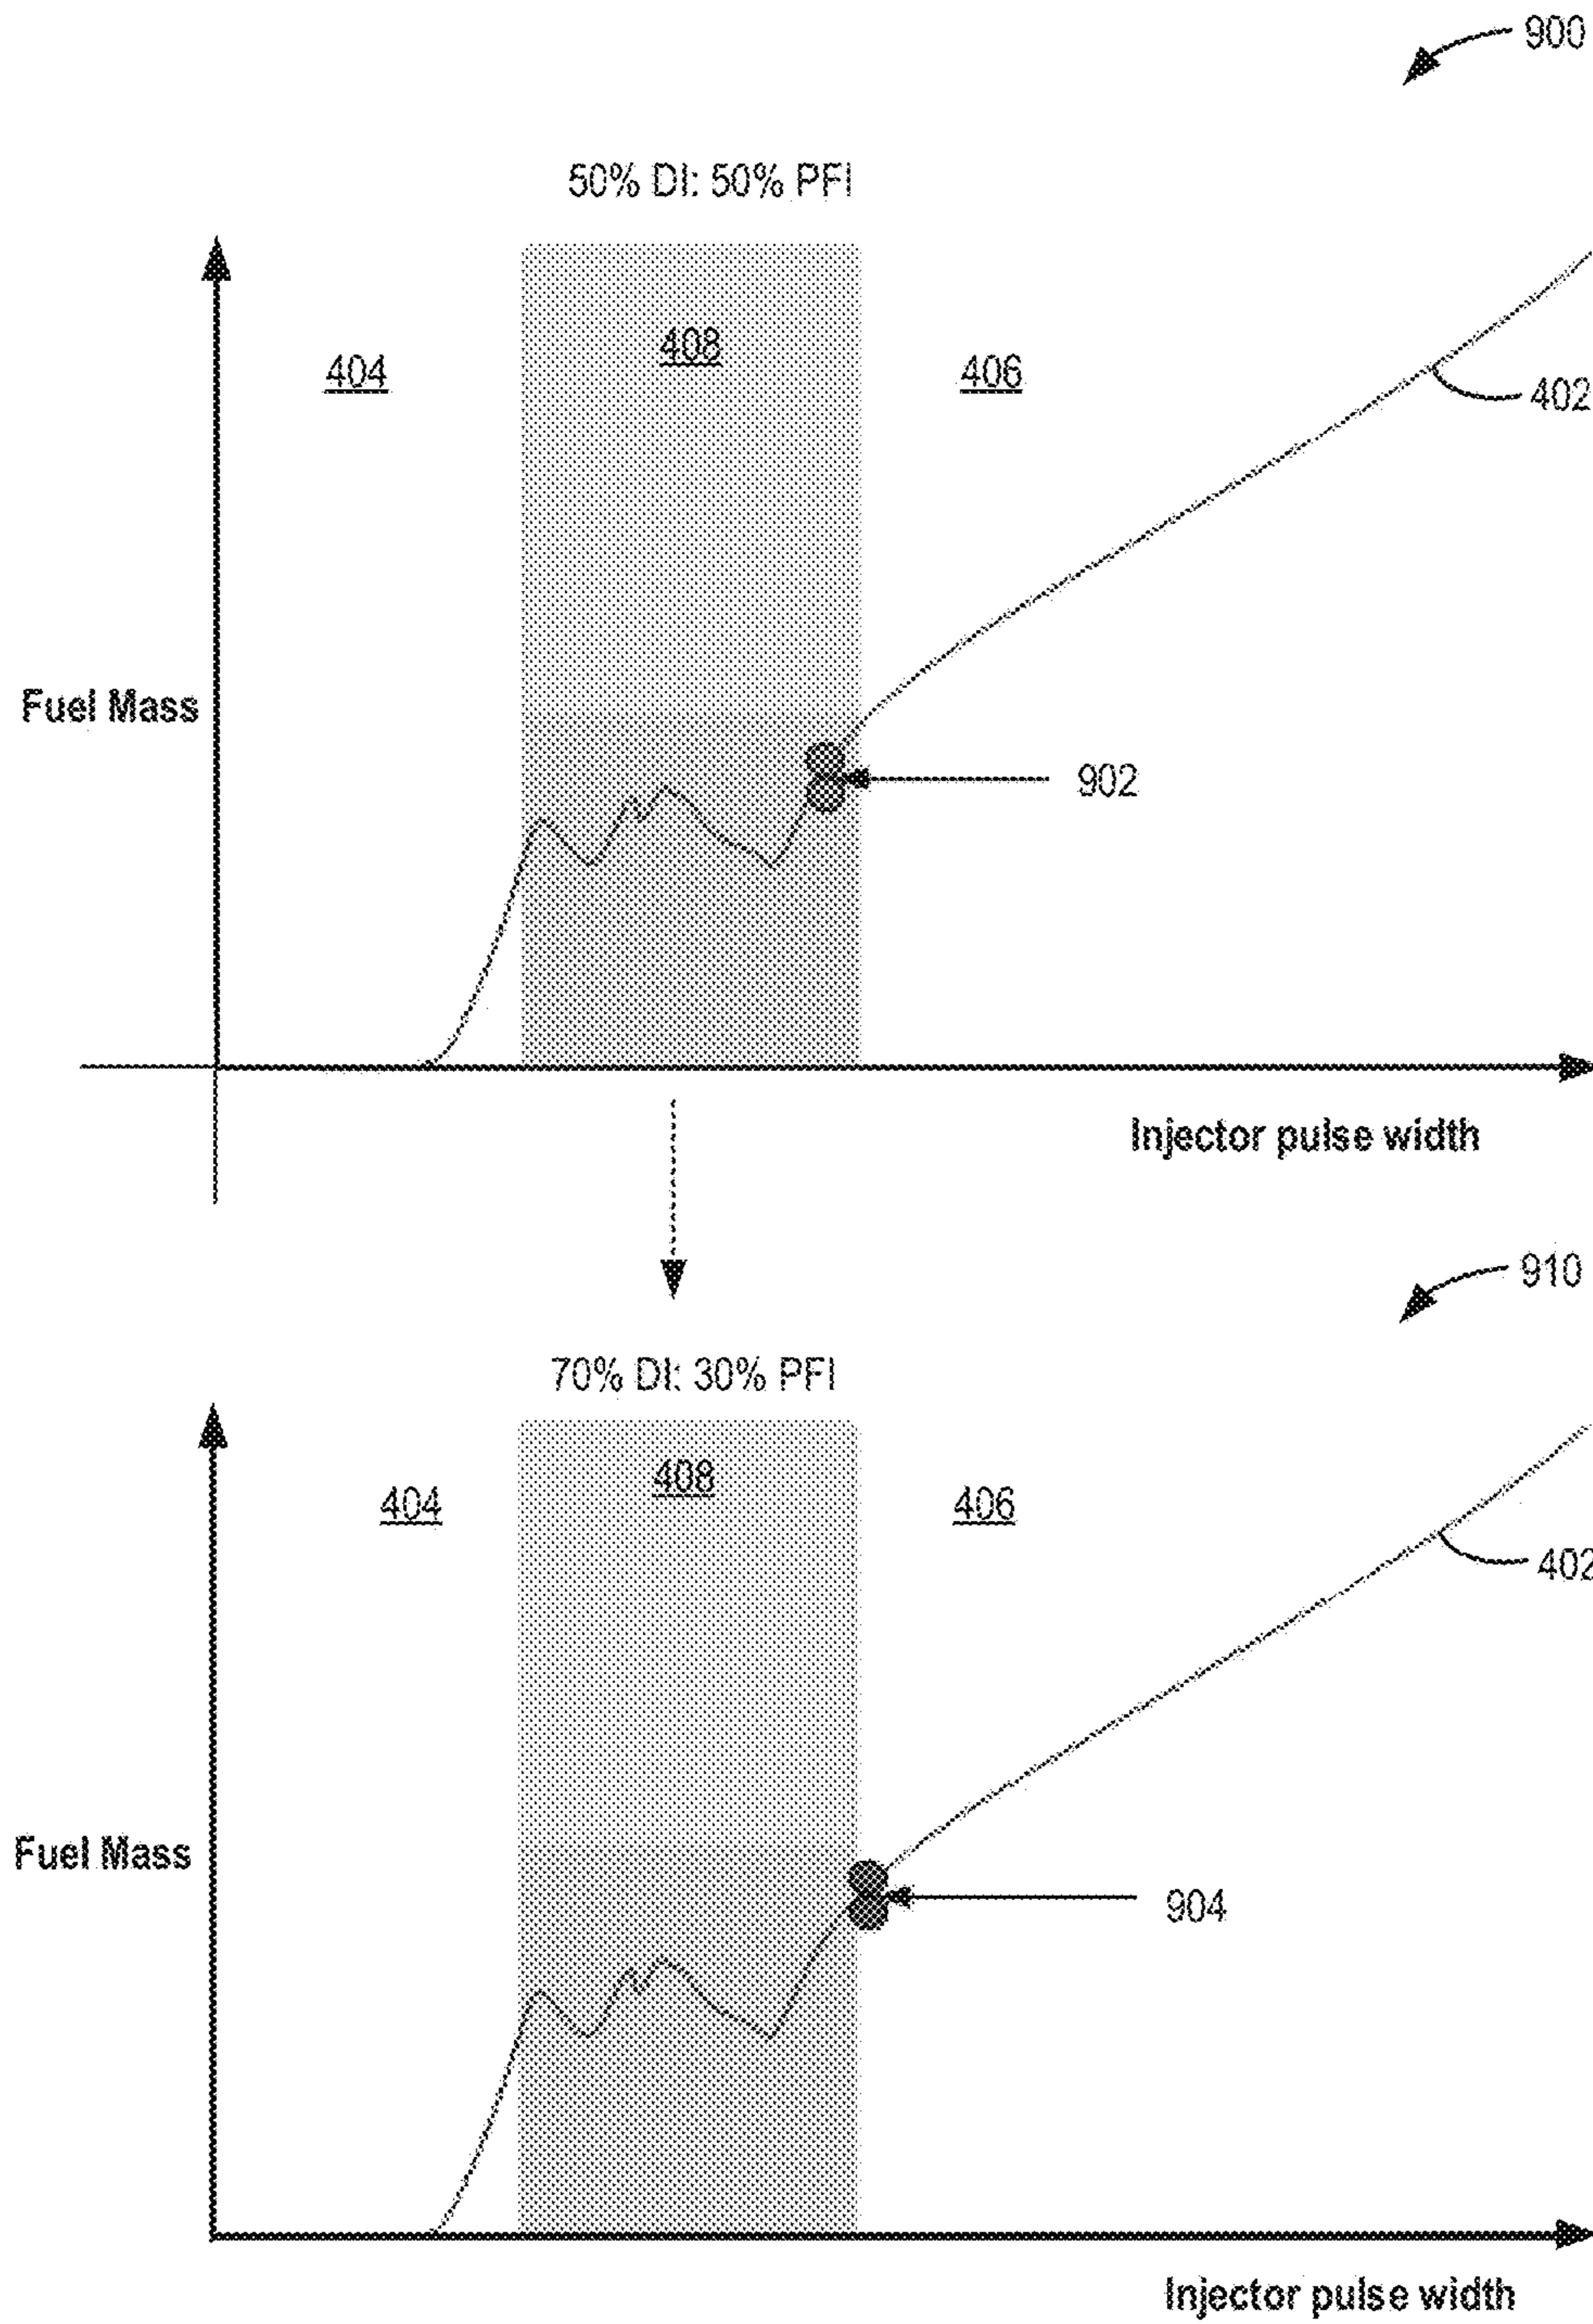 900
50% DI: 50% PFI
404
408
406
402
Fuel Mass
902
Injector pulse width
910
70% DI: 30% PFI
404
408
406
402
Fuel Mass
904
Injector pulse width